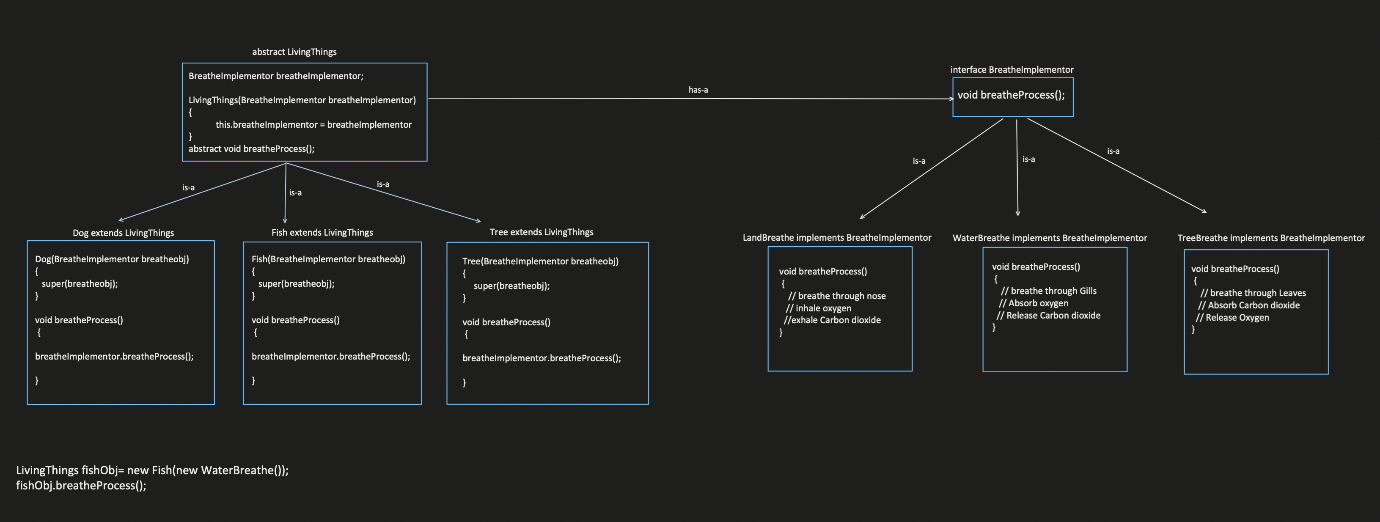 abstract LivingThings
BreatheImplementor breatheImplementor;
LivingThings(BreatheImplementor breatheImplementor)
{
this.breatheImplementor = breatheImplementor
}
abstract void breatheProcess();
has-a
interface BreatheImplementor
void breatheProcess();
is-a
is-a
is-a
is-a
is-a
is-a
Dog extends LivingThings
Dog(BreatheImplementor breatheobj)
{
super(breatheobj);
}
void breatheProcess()
{
breatheImplementor.breatheProcess();
}
Fish extends LivingThings
Fish(BreatheImplementor breatheobj)
{
super(breatheobj);
}
void breatheProcess()
{
breatheImplementor.breatheProcess();
}
Tree extends LivingThings
Tree(BreatheImplementor breatheobj)
{
super(breatheobj);
}
void breatheProcess()
{
breatheImplementor.breatheProcess();
}
LandBreathe implements BreatheImplementor
void breatheProcess()
{
// breathe through nose
// inhale oxygen
//exhale Carbon dioxide
}
WaterBreathe implements BreatheImplementor
void breatheProcess()
{
// breathe through Gills
// Absorb oxygen
// Release Carbon dioxide
}
TreeBreathe implements BreatheImplementor
void breatheProcess()
{
// breathe through Leaves
// Absorb Carbon dioxide
// Release Oxygen
}
LivingThings fishObj= new Fish(new WaterBreathe());
fishObj.breatheProcess();